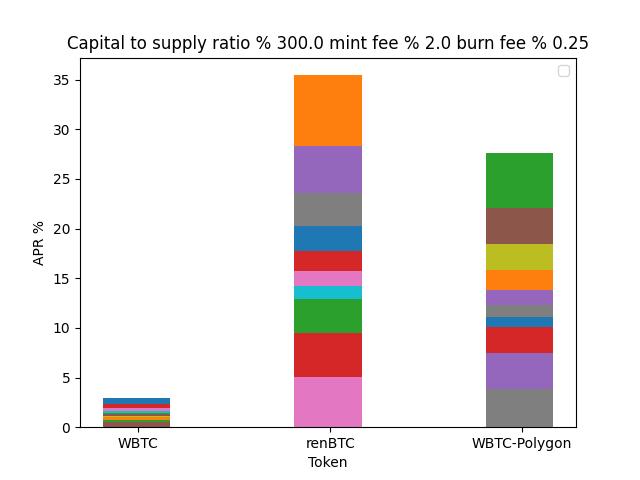 Capital to supply ratio % 300.0 mint fee % 2.0 burn fee % 0.25
35
30
25
20
15
10
5
0
APR %
WBTC
renBTC
WBTC-Polygon
Token